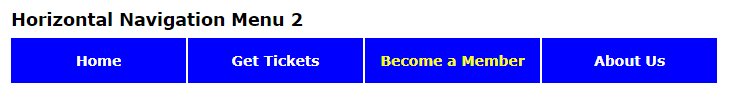 Horizontal Navigation Menu 2
Home Get Tickets Become a Member About Us